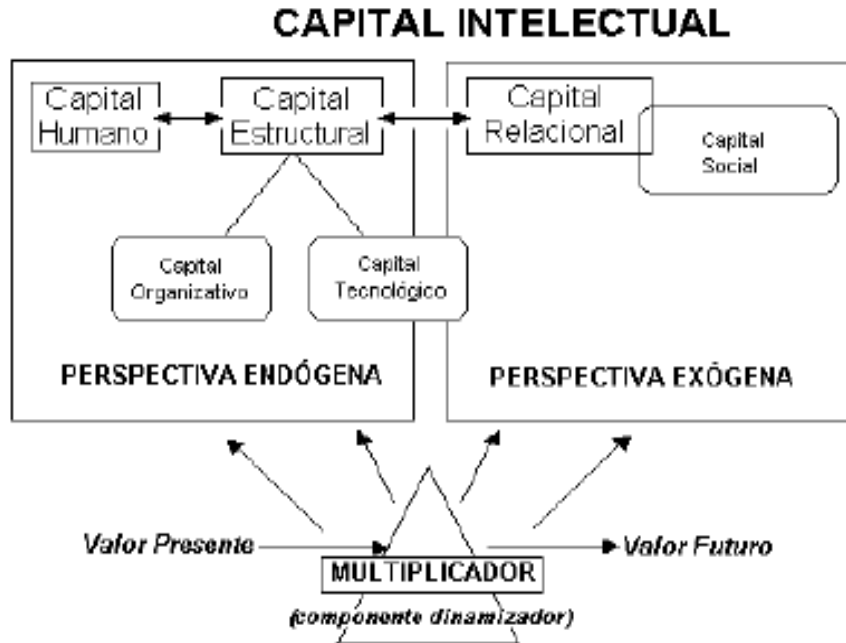 CAPITAL INTELECTUAL
Capital
Humano
Capital
Estructural
Capital
Relacional
Capital
Social
Capital
Organizativo
Capital
Tecnológico
PERSPECTIVA ENDÓGENA
PERSPECTIVA EXÓGENA
Valor Presente
Valor Futuro
MULTIPLICADOR
(componente dinamizador)